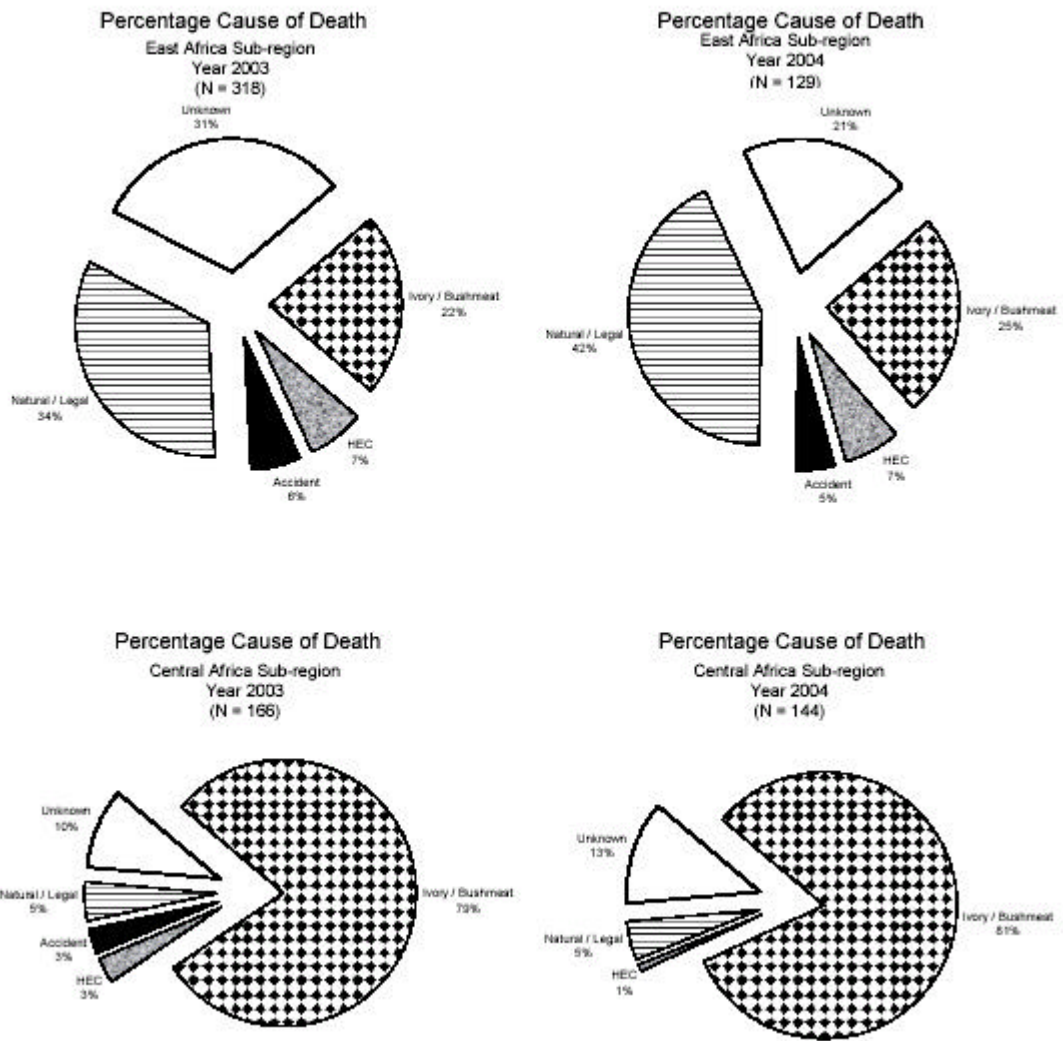 Percentage Cause of Death
East Africa Sub-region
Year 2003
(N = 318)
Unknown
31%
Ivory / Bushmeat
22%
Natural / Legal
34%
HEC
7%
Accident
6%
Percentage Cause of Death
East Africa Sub-region
Year 2004
(N = 129)
Unknown
21%
Ivory / Bushmeat
25%
Natural / Legal
42%
HEC
7%
Accident
5%
Percentage Cause of Death
Central Africa Sub-region
Year 2003
(N = 166)
Unknown
10%
Ivory / Bushmeat
79%
Natural / Legal
5%
Accident
3%
HEC
3%
Percentage Cause of Death
Central Africa Sub-region
Year 2004
(N = 144)
Unknown
13%
Ivory / Bushmeat
81%
Natural / Legal
5%
HEC
1%